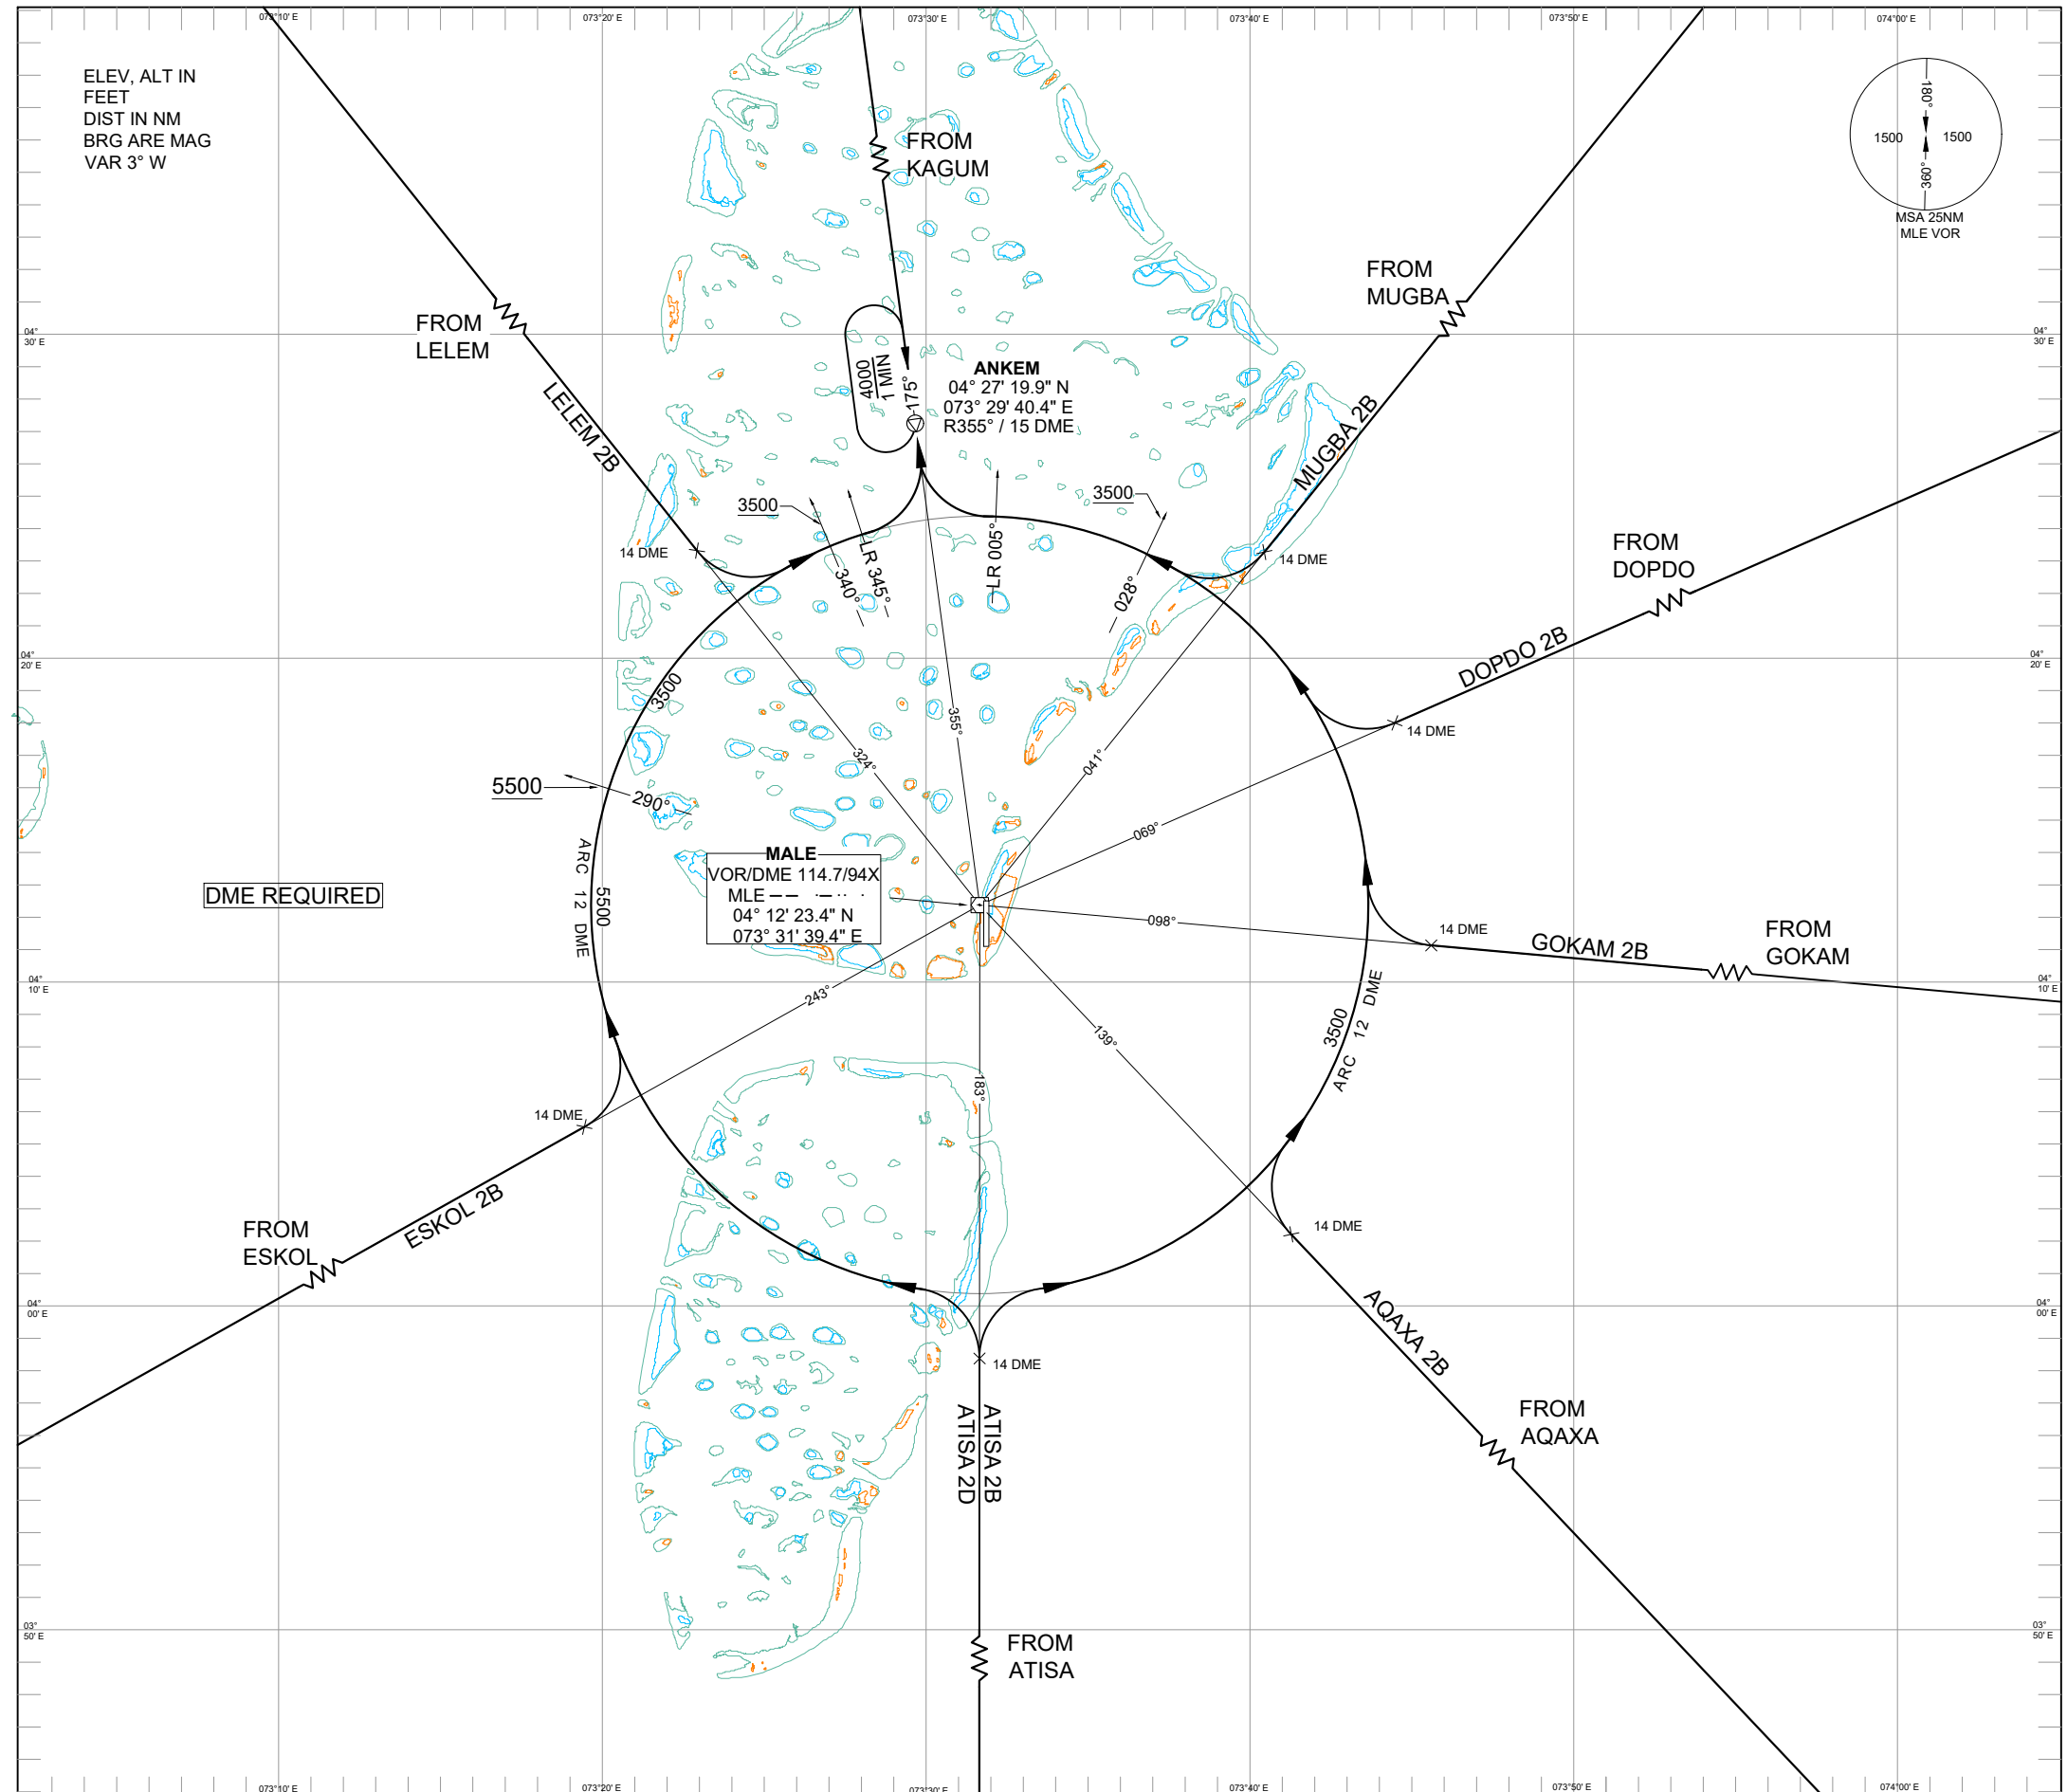 073°10' E
073°20' E
073°30' E
073°40' E
073°50' E
074°00' E
ELEV, ALT IN
FEET
DIST IN NM
BRG ARE MAG
VAR 3° W
180°
1500
1500
360°
MSA 25NM
MLE VOR
FROM
KAGUM
FROM
MUGBA
FROM
LELEM
04°
30' E
04°
30' E
1 MIN
4000
175°
ANKEM
04° 27' 19.9" N
073° 29' 40.4" E
R355° / 15 DME
LELEM 2B
MUGBA 2B
3500
3500
LR 345°
340°
LR 005°
028°
14 DME
14 DME
FROM
DOPDO
DOPDO 2B
04°
20' E
04°
20' E
3500
355°
324°
041°
14 DME
5500
290°
069°
ARC 12 DME
5500
MALE
VOR/DME 114.7/94X
MLE
04° 12' 23.4" N
073° 31' 39.4" E
DME REQUIRED
098°
14 DME
GOKAM 2B
FROM
GOKAM
04°
10' E
04°
10' E
243°
139°
3500
ARC 12 DME
183°
14 DME
ESKOL 2B
FROM
ESKOL
14 DME
04°
00' E
04°
00' E
14 DME
AQAXA 2B
ATISA 2D
ATISA 2B
FROM
AQAXA
03°
50' E
03°
50' E
FROM
ATISA
073°10' E
073°20' E
073°30' E
073°40' E
073°50' E
074°00' E